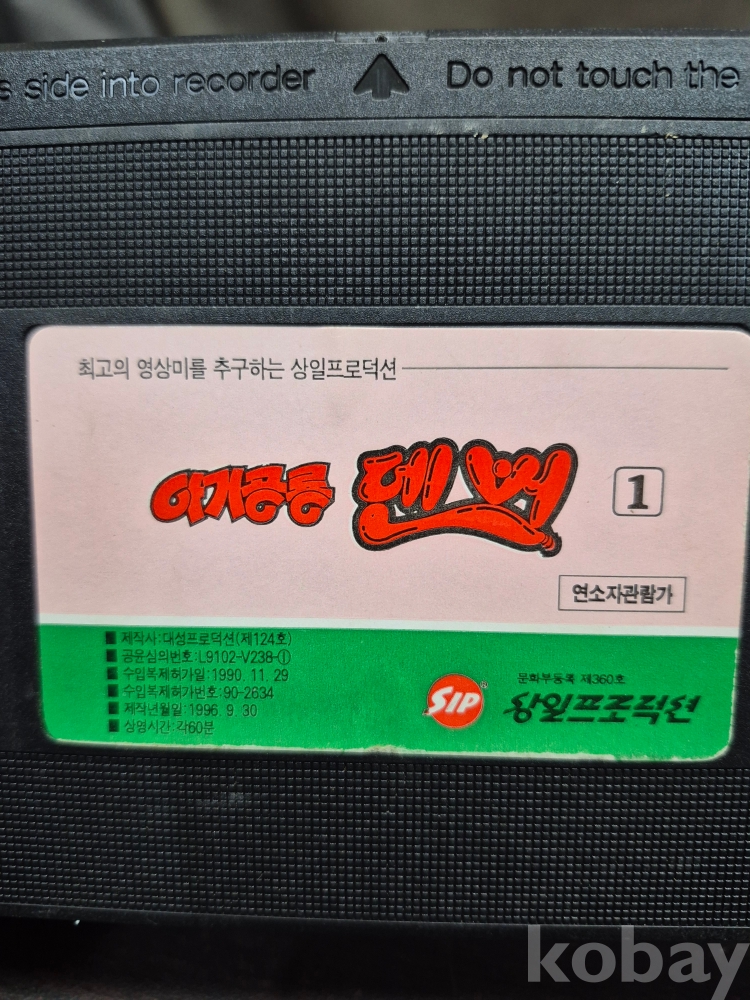 s side into recorder Do not touch the
최고의 영상미를 추구하는 상일프로덕션
아기공룡 덴버 1
연소자관람가
제작사:대성프로덕션(제124호)
공윤심의번호:L9102-V238-①
수입복제허가일:1990. 11. 29
수입복제허가번호:90-2634
제작년월일:1996. 9. 30
상영시간:각60분
SIP
문화부등록 제360호
상일프로덕션
kobay